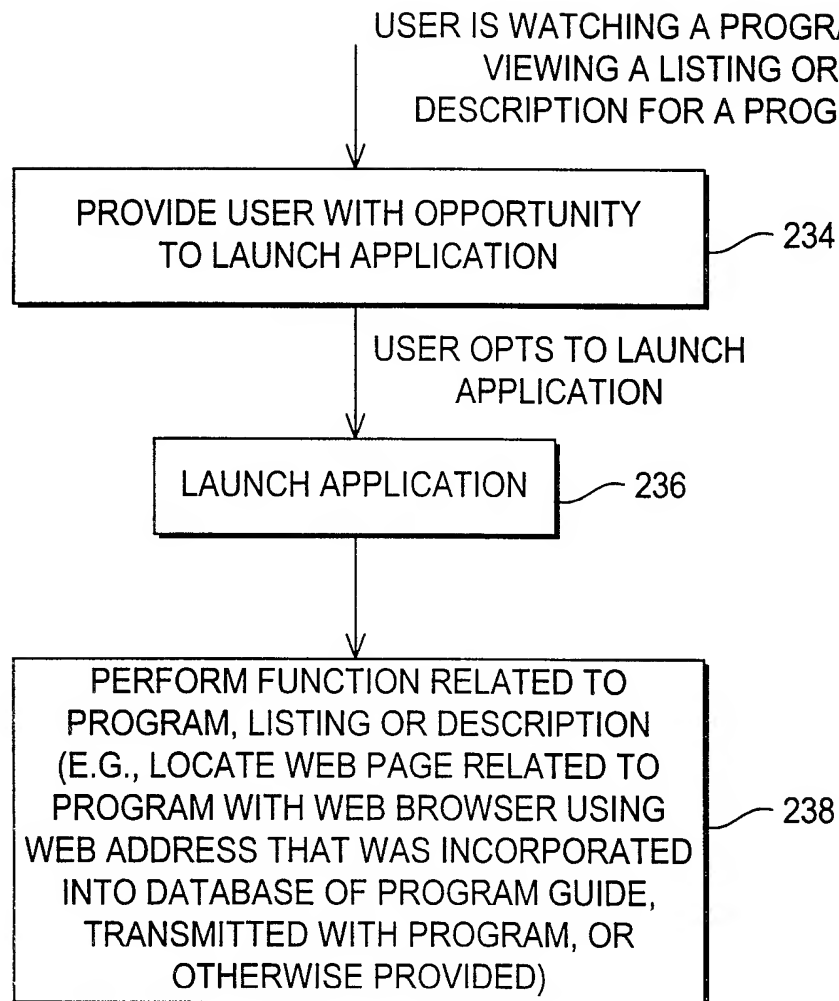 USER IS WATCHING A
VIEWING A LISTING OR
DESCRIPTION FOR A
PROVIDE USER WITH OPPORTUNITY
TO LAUNCH APPLICATION
234
USER OPTS TO LAUNCH
APPLICATION
LAUNCH APPLICATION
236
PERFORM FUNCTION RELATED TO
PROGRAM, LISTING OR DESCRIPTION
(E.G., LOCATE WEB PAGE RELATED TO
PROGRAM WITH WEB BROWSER USING
WEB ADDRESS THAT WAS INCORPORATED
INTO DATABASE OF PROGRAM GUIDE,
TRANSMITTED WITH PROGRAM, OR
OTHERWISE PROVIDED)
238